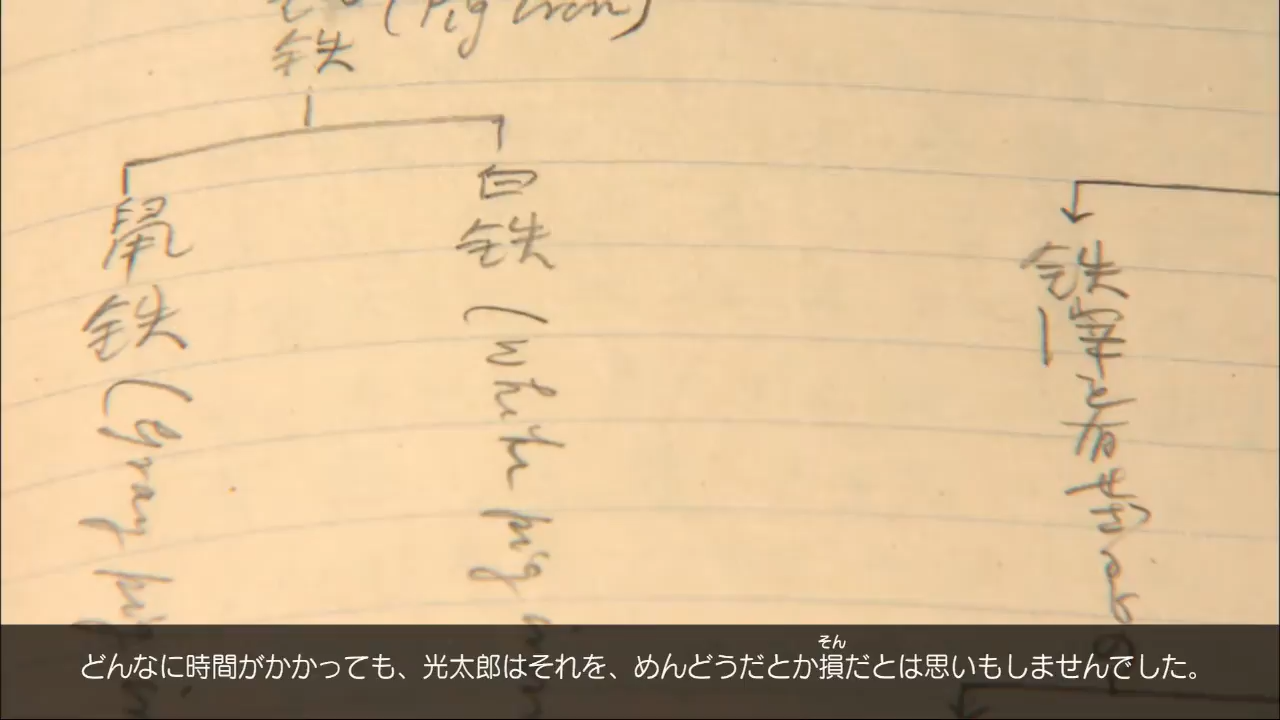 (Pig iron)
鉄
白
鉄 (White pig iron
鼠
鉄 (Gray pig
鉄
そん
どんなに時間がかかっても、光太郎はそれを、めんどうだとか損だとは思いもしませんでした。